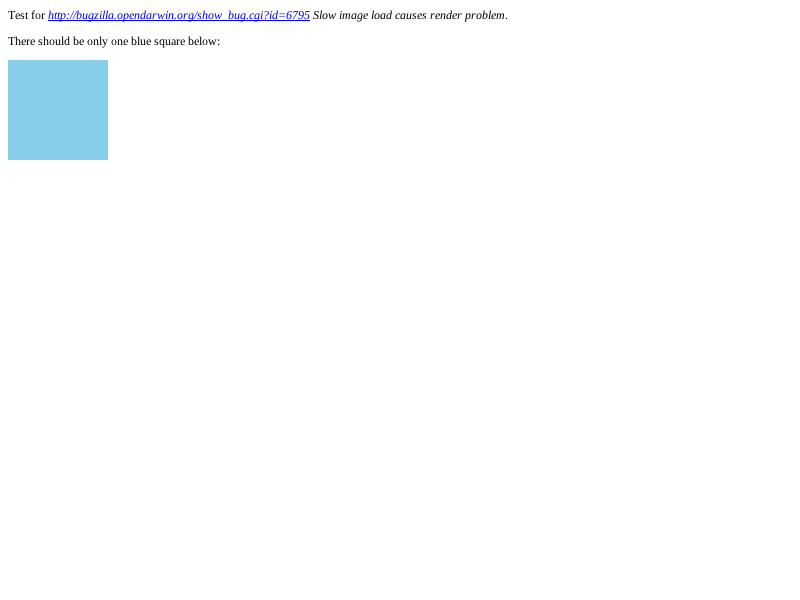 Test for http://bugzilla.opendarwin.org/show_bug.cgi?id=6795 Slow image load causes render problem.
There should be only one blue square below: